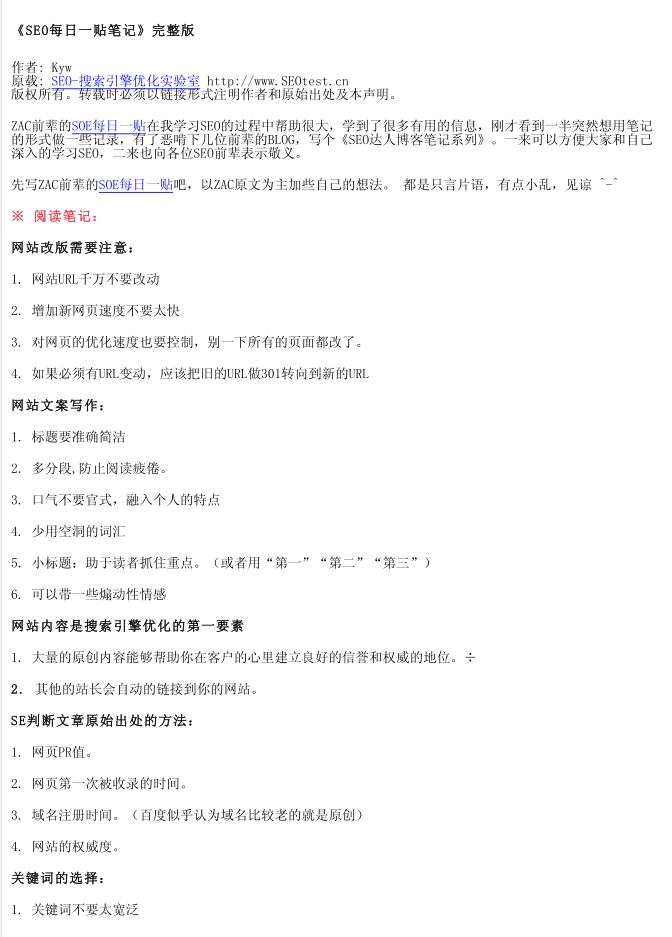 《SEO每日一贴笔记》完整版
作者: Kyw
原载: SEO-搜索引擎优化实验室 http://www.SEOtest.cn
版权所有。转载时必须以链接形式注明作者和原始出处及本声明。
ZAC前辈的SOE每日一贴在我学习SEO的过程中帮助很大，学到了很多有用的信息，刚才看到一半突然想用笔记
的形式做一些记录，有了恶啃下几位前辈的BLOG，写个《SEO达人博客笔记系列》。一来可以方便大家和自己
深入的学习SEO，二来也向各位SEO前辈表示敬义。
先写ZAC前辈的SOE每日一贴吧，以ZAC原文为主加些自己的想法。 都是只言片语，有点小乱，见谅 ^-^
※ 阅读笔记：
网站改版需要注意：
1. 网站URL千万不要改动
2. 增加新网页速度不要太快
3. 对网页的优化速度也要控制，别一下所有的页面都改了。
4. 如果必须有URL变动，应该把旧的URL做301转向到新的URL
网站文案写作：
1. 标题要准确简洁
2. 多分段,防止阅读疲倦。
3. 口气不要官式，融入个人的特点
4. 少用空洞的词汇
5. 小标题：助于读者抓住重点。（或者用“第一”“第二”“第三”）
6. 可以带一些煽动性情感
网站内容是搜索引擎优化的第一要素
1. 大量的原创内容能够帮助你在客户的心里建立良好的信誉和权威的地位。÷
2. 其他的站长会自动的链接到你的网站。
SE判断文章原始出处的方法：
1. 网页PR值。
2. 网页第一次被收录的时间。
3. 域名注册时间。（百度似乎认为域名比较老的就是原创）
4. 网站的权威度。
关键词的选择：
1. 关键词不要太宽泛